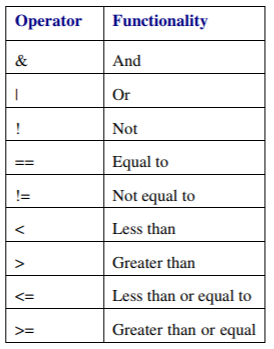 Operator Functionality
& And
| Or
! Not
== Equal to
!= Not equal to
< Less than
> Greater than
<= Less than or equal to
>= Greater than or equal